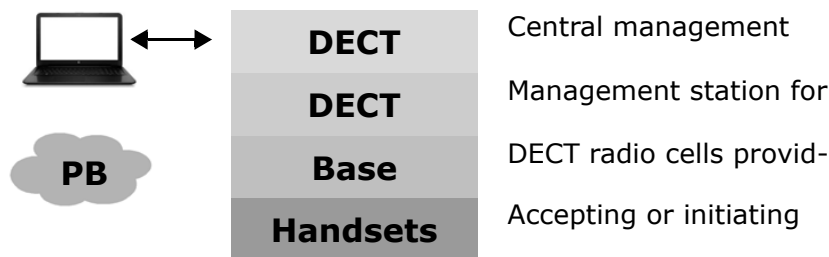 DECT
Central management
DECT
Management station for
PB
Base
DECT radio cells provid-
Handsets
Accepting or initiating